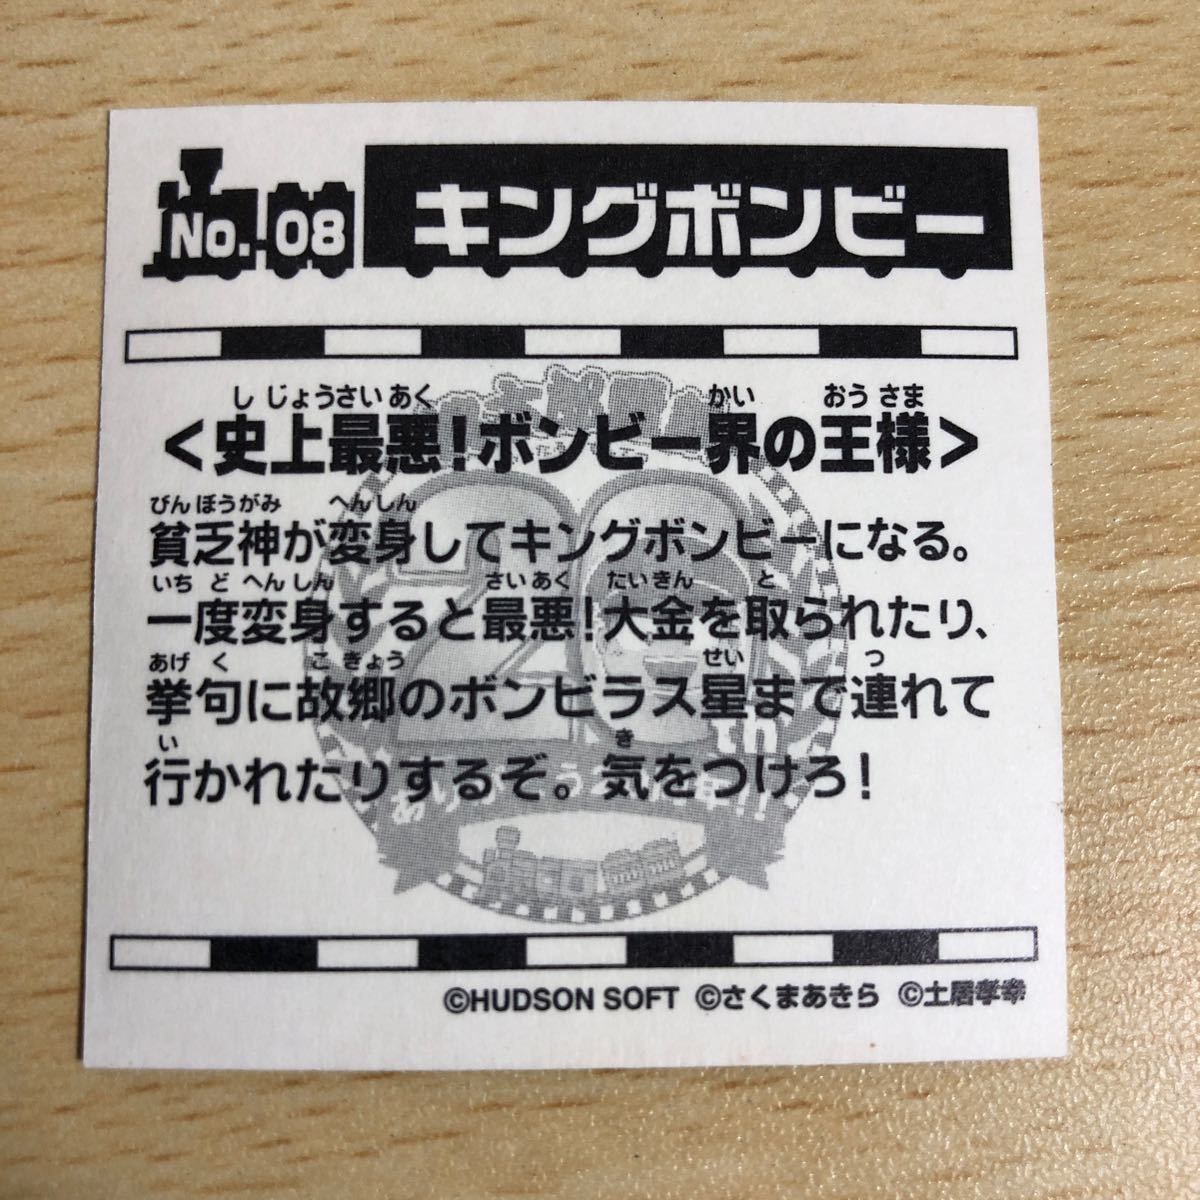 No. 08 キングボンビー
し じょうさい あく かい おう さま
<史上最悪!ボンビー界の王様>
びん ぼう がみ へん しん
貧乏神が変身してキングボンビーになる。
いち ど へん しん さい あく たい きん と
一度変身すると最悪!大金を取られたり、
あげ く こ きょう せい つ
挙句に故郷のボンビラス星まで連れて
い き
行かれたりするぞ。気をつけろ!
20th
©HUDSON SOFT ©さくまあきら ©土居孝幸